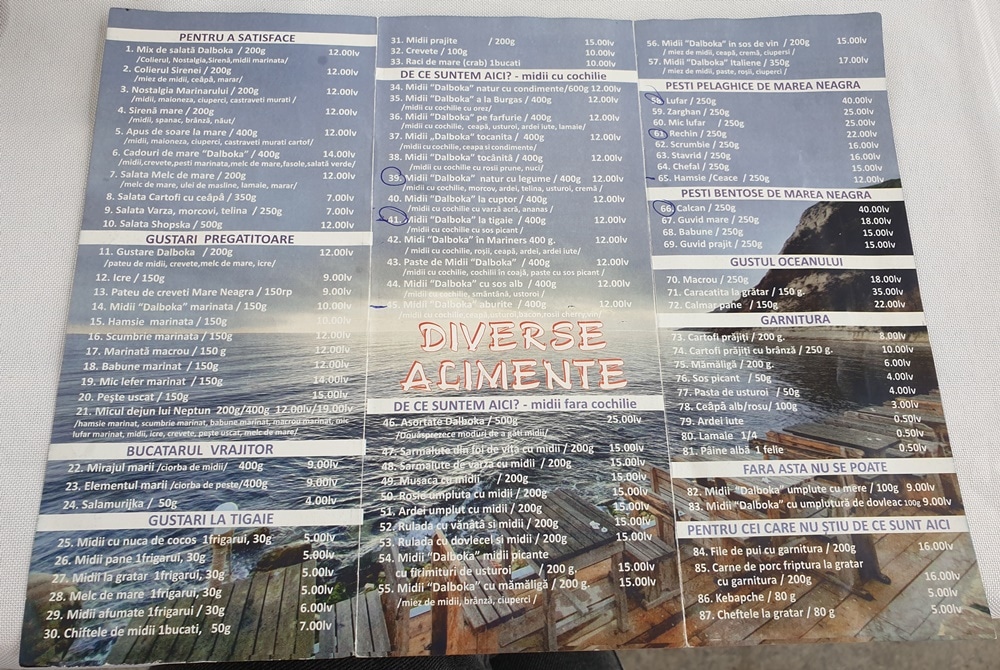 PENTRU A SATISFACE
1. Mix de salată Dalboka / 200g 12.00lv
/Colierul, Nostalgia,Sirenă,midii marinata/
2. Colierul Sirenei / 200g 12.00lv
/miez de midii, ceapă, marar/
3. Nostalgia Marinarului / 200g 12.00lv
/midii, maioneza, ciuperci, castraveti murati /
4. Sirenă mare / 200g 12.00lv
/midii, spanac, brânză, năut/
5. Apus de soare la mare / 400g 12.00lv
/midii, maioneza, ciuperci, castraveti murati cartof/
6. Cadouri de mare "Dalboka" / 400g 14.00lv
/midii,crevete,pesti marinata,melc de mare,fasole,salată verde/
7. Salata Melc de mare / 200g 12.00lv
/melc de mare, ulei de masline, lamaie, marar/
8. Salata Cartofi cu ceapă / 350g 7.00lv
9. Salata Varza, morcovi, telina / 250g 7.00lv
10. Salata Shopska / 500g 12.00lv
GUSTARI PREGATITOARE
11. Gustare Dalboka / 200g 12.00lv
/pateu de midii, crevete,melc de mare, icre/
12. Icre / 150g 9.00lv
13. Pateu de creveti Mare Neagra / 150rp 9.00lv
14. Midii marinata / 150g 10.00lv
15. Hamsie marinata / 150g 10.00lv
16. Scumbrie marinata / 150g 12.00lv
17. Marinată macrou / 150 g 12.00lv
18. Babune marinat / 150g 12.00lv
19. Mic lefer marinat / 150g 14.00lv
20. Pește uscat / 150g 15.00lv
21. Micul dejun lui Neptun 200g/400g 12.00lv/19.00lv
/hamsie marinat, scumbrie marinat, babune marinat, macrou marinat, mic
lufar marinat, midii, icre, crevete, pește uscat, melc de mare/
BUCATARUL VRAJITOR
22. Mirajul marii /ciorba de midii/ 400g 9.00lv
23. Elementul marii /ciorba de peste/400g 9.00lv
24. Salamurijka / 50g 4.00lv
GUSTARI LA TIGAIE
25. Midii cu nuca de cocos 1frigarui, 30g 5.00lv
26. Midii pane 1frigarui, 30g 5.00lv
27. Midii la gratar 1frigarui, 30g 5.00lv
28. Melc de mare 1frigarui, 30g 5.00lv
29. Midii afumate 1frigarui / 30g 6.00lv
30. Chiftele de midii 1bucati, 50g 7.00lv
31. Midii prajite / 200g 15.00lv
32. Crevete / 100g 10.00lv
33. Raci de mare (crab) 1bucati 10.00lv
DE CE SUNTEM AICI? - midii cu cochilie
34. Midii "Dalboka" natur cu condimente/600g 12.00lv
35. Midii "Dalboka" a la Burgas / 400g 12.00lv
/midii cu cochilie cu orez/
36. Midii "Dalboka" pe farfurie / 400g 12.00lv
/midii cu cochilie, ceapa, usturoi, ardei iute, lamaie/
37. Midii „Dalboka" tocanita / 400g 12.00lv
/midii cu cochilie, ceapa si condimente/
38. Midii "Dalboka" tocănită / 400g 12.00lv
/midii cu cochilie cu rosii prune, nuci/
39. Midii "Dalboka" natur cu legume / 400g 12.00lv
/midii cu cochilie, morcov, ardei, telina, usturoi, cremă /
40. Midii "Dalboka" la cuptor / 400g 12.00lv
/midii cu cochilie cu varză acră, ananas /
41. Midii "Dalboka" la tigaie / 400g 12.00lv
/midii cu cochilie cu sos picant /
42. Midi "Dalboka" în Mariners 400 g. 12.00lv
/midii cu cochilie, roșii, ceapă, ardei, ardei iute/
43. Paste de Midii "Dalboka" / 400g 12.00lv
/midii cu cochilie, cochilii în coajă, paste cu sos picant /
44. Midii "Dalboka" cu sos alb / 400g 12.00lv
/midii cu cochilie, smântână, ustoroi /
45. Midii "Dalboka" aburite / 400g 12.00lv
DIVERSE
ALIMENTE
DE CE SUNTEM AICI? - midii fara cochilie
46. Asortate Dalboka / 500g 25.00lv
/Douăsprezece moduri de a găti midii/
47. Sarmalute din foi de vita cu midii / 200g 15.00lv
48. Sarmalute de varza cu midii / 200g 15.00lv
49. Musaca cu midii / 200g 15.00lv
50. Rosie umpluta cu midii / 200g 15.00lv
51. Ardei umplut cu midii / 200g 15.00lv
52. Rulada cu vânătă si midii / 200g 15.00lv
53. Rulada cu dovlecel si midii / 200g 15.00lv
54. Midii "Dalboka" midii picante
cu firimituri de usturoi / 200 g. 15.00lv
55. Midii "Dalboka" cu mămăligă / 200 g. 15.00lv
/miez de midii, brânză, ciuperci /
56. Midii "Dalboka" in sos de vin / 200g 15.00lv
/ miez de midii, ceapă, cremă, ciupersi /
57. Midii "Dalboka" Italiene / 350g 17.00lv
/ miez de midii, paste, roșii, ciuperci /
PESTI PELAGHICE DE MAREA NEAGRA
58. Lufar / 250g 40.00lv
59. Zarghan / 250g 25.00lv
60. Mic lufar / 250g 25.00lv
61. Rechin / 250g 22.00lv
62. Scrumbie / 250g 16.00lv
63. Stavrid / 250g 16.00lv
64. Chefal / 250g 15.00lv
65. Hamsie /Ceace / 250g 12.00lv
PESTI BENTOSE DE MAREA NEAGRA
66. Calcan / 250g 40.00lv
67. Guvid mare / 250g 18.00lv
68. Babune / 250g 15.00lv
69. Guvid prajit / 250g 15.00lv
GUSTUL OCEANULUI
70. Macrou / 250g 18.00lv
71. Caracatita la grătar / 150 g. 35.00lv
72. Calmar pane / 150g 22.00lv
GARNITURA
73. Cartofi prăjiți / 200 g. 8.00lv
74. Cartofi prăjiți cu brânză / 250 g. 10.00lv
75. Mămăliga / 200 g. 6.00lv
76. Sos picant / 50g 4.00lv
77. Pasta de usturoi / 50g 4.00lv
78. Ceăpă alb/rosu/ 100g 3.00lv
79. Ardei iute 0.50lv
80. Lamaie 1/4 0.50lv
81. Pâine albă 1 felie 0.50lv
FARA ASTA NU SE POATE
82. Midii "Dalboka" umplute cu mere / 100g 9.00lv
83. Midii "Dalboka" cu umplutură de dovleac 100g 9.00lv
PENTRU CEI CARE NU ȘTIU DE CE SUNT AICI
84. File de pui cu garnitura / 200g 16.00lv
85. Carne de porc friptura la gratar
cu garnitura / 200g 16.00lv
86. Kebapche / 80 g 5.00lv
87. Cheftele la gratar / 80 g 5.00lv